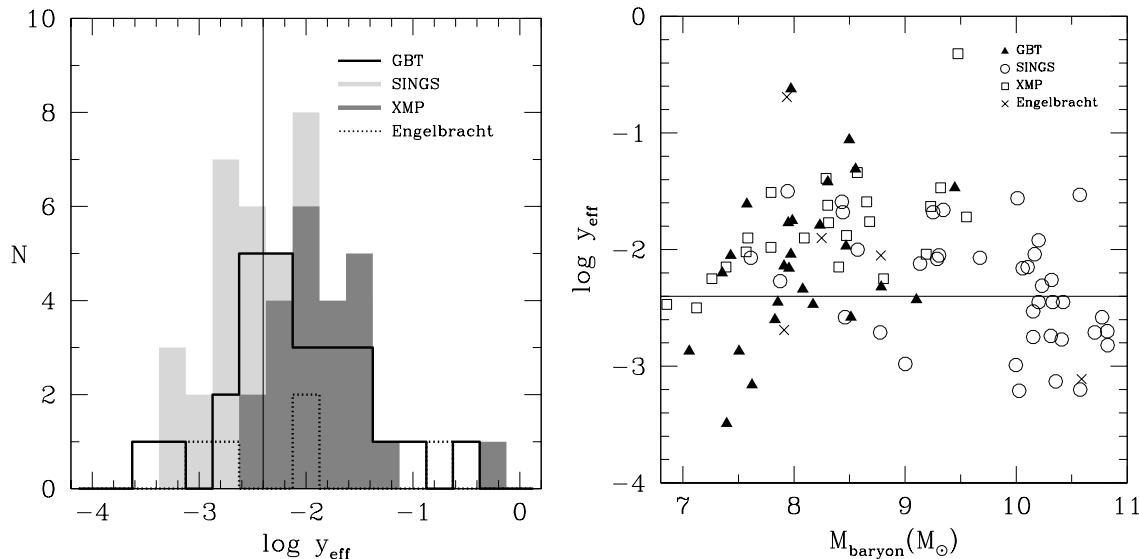 10
8
6
4
2
0
N
GBT
SINGS
XMP
Engelbracht
−4
−3
−2
−1
0
log y_eff
0
−1
−2
−3
−4
log y_eff
GBT
SINGS
XMP
Engelbracht
7
8
9
10
11
M_baryon(M_⊙)